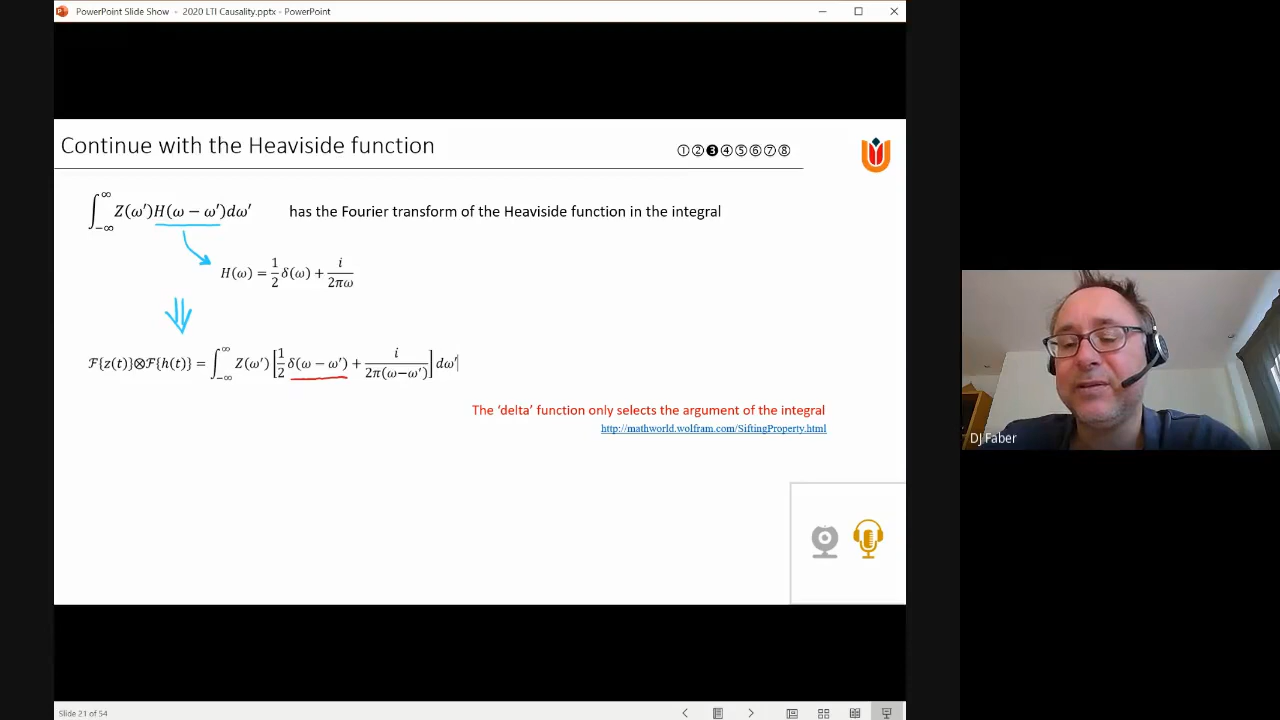 PowerPoint Slide Show - 2020 LTI Causality.pptx - PowerPoint
Continue with the Heaviside function
①②❸④⑤⑥⑦⑧
∫_{−∞}^{∞} Z(ω′)H(ω − ω′)dω′ has the Fourier transform of the Heaviside function in the integral
H(ω) = 1/2 δ(ω) + i/2πω
ℱ{z(t)}⊗ℱ{h(t)} = ∫_{−∞}^{∞} Z(ω′) [1/2 δ(ω − ω′) + i/2π(ω−ω′)] dω′
The ‘delta’ function only selects the argument of the integral
http://mathworld.wolfram.com/SiftingProperty.html
DJ Faber
Slide 21 of 54